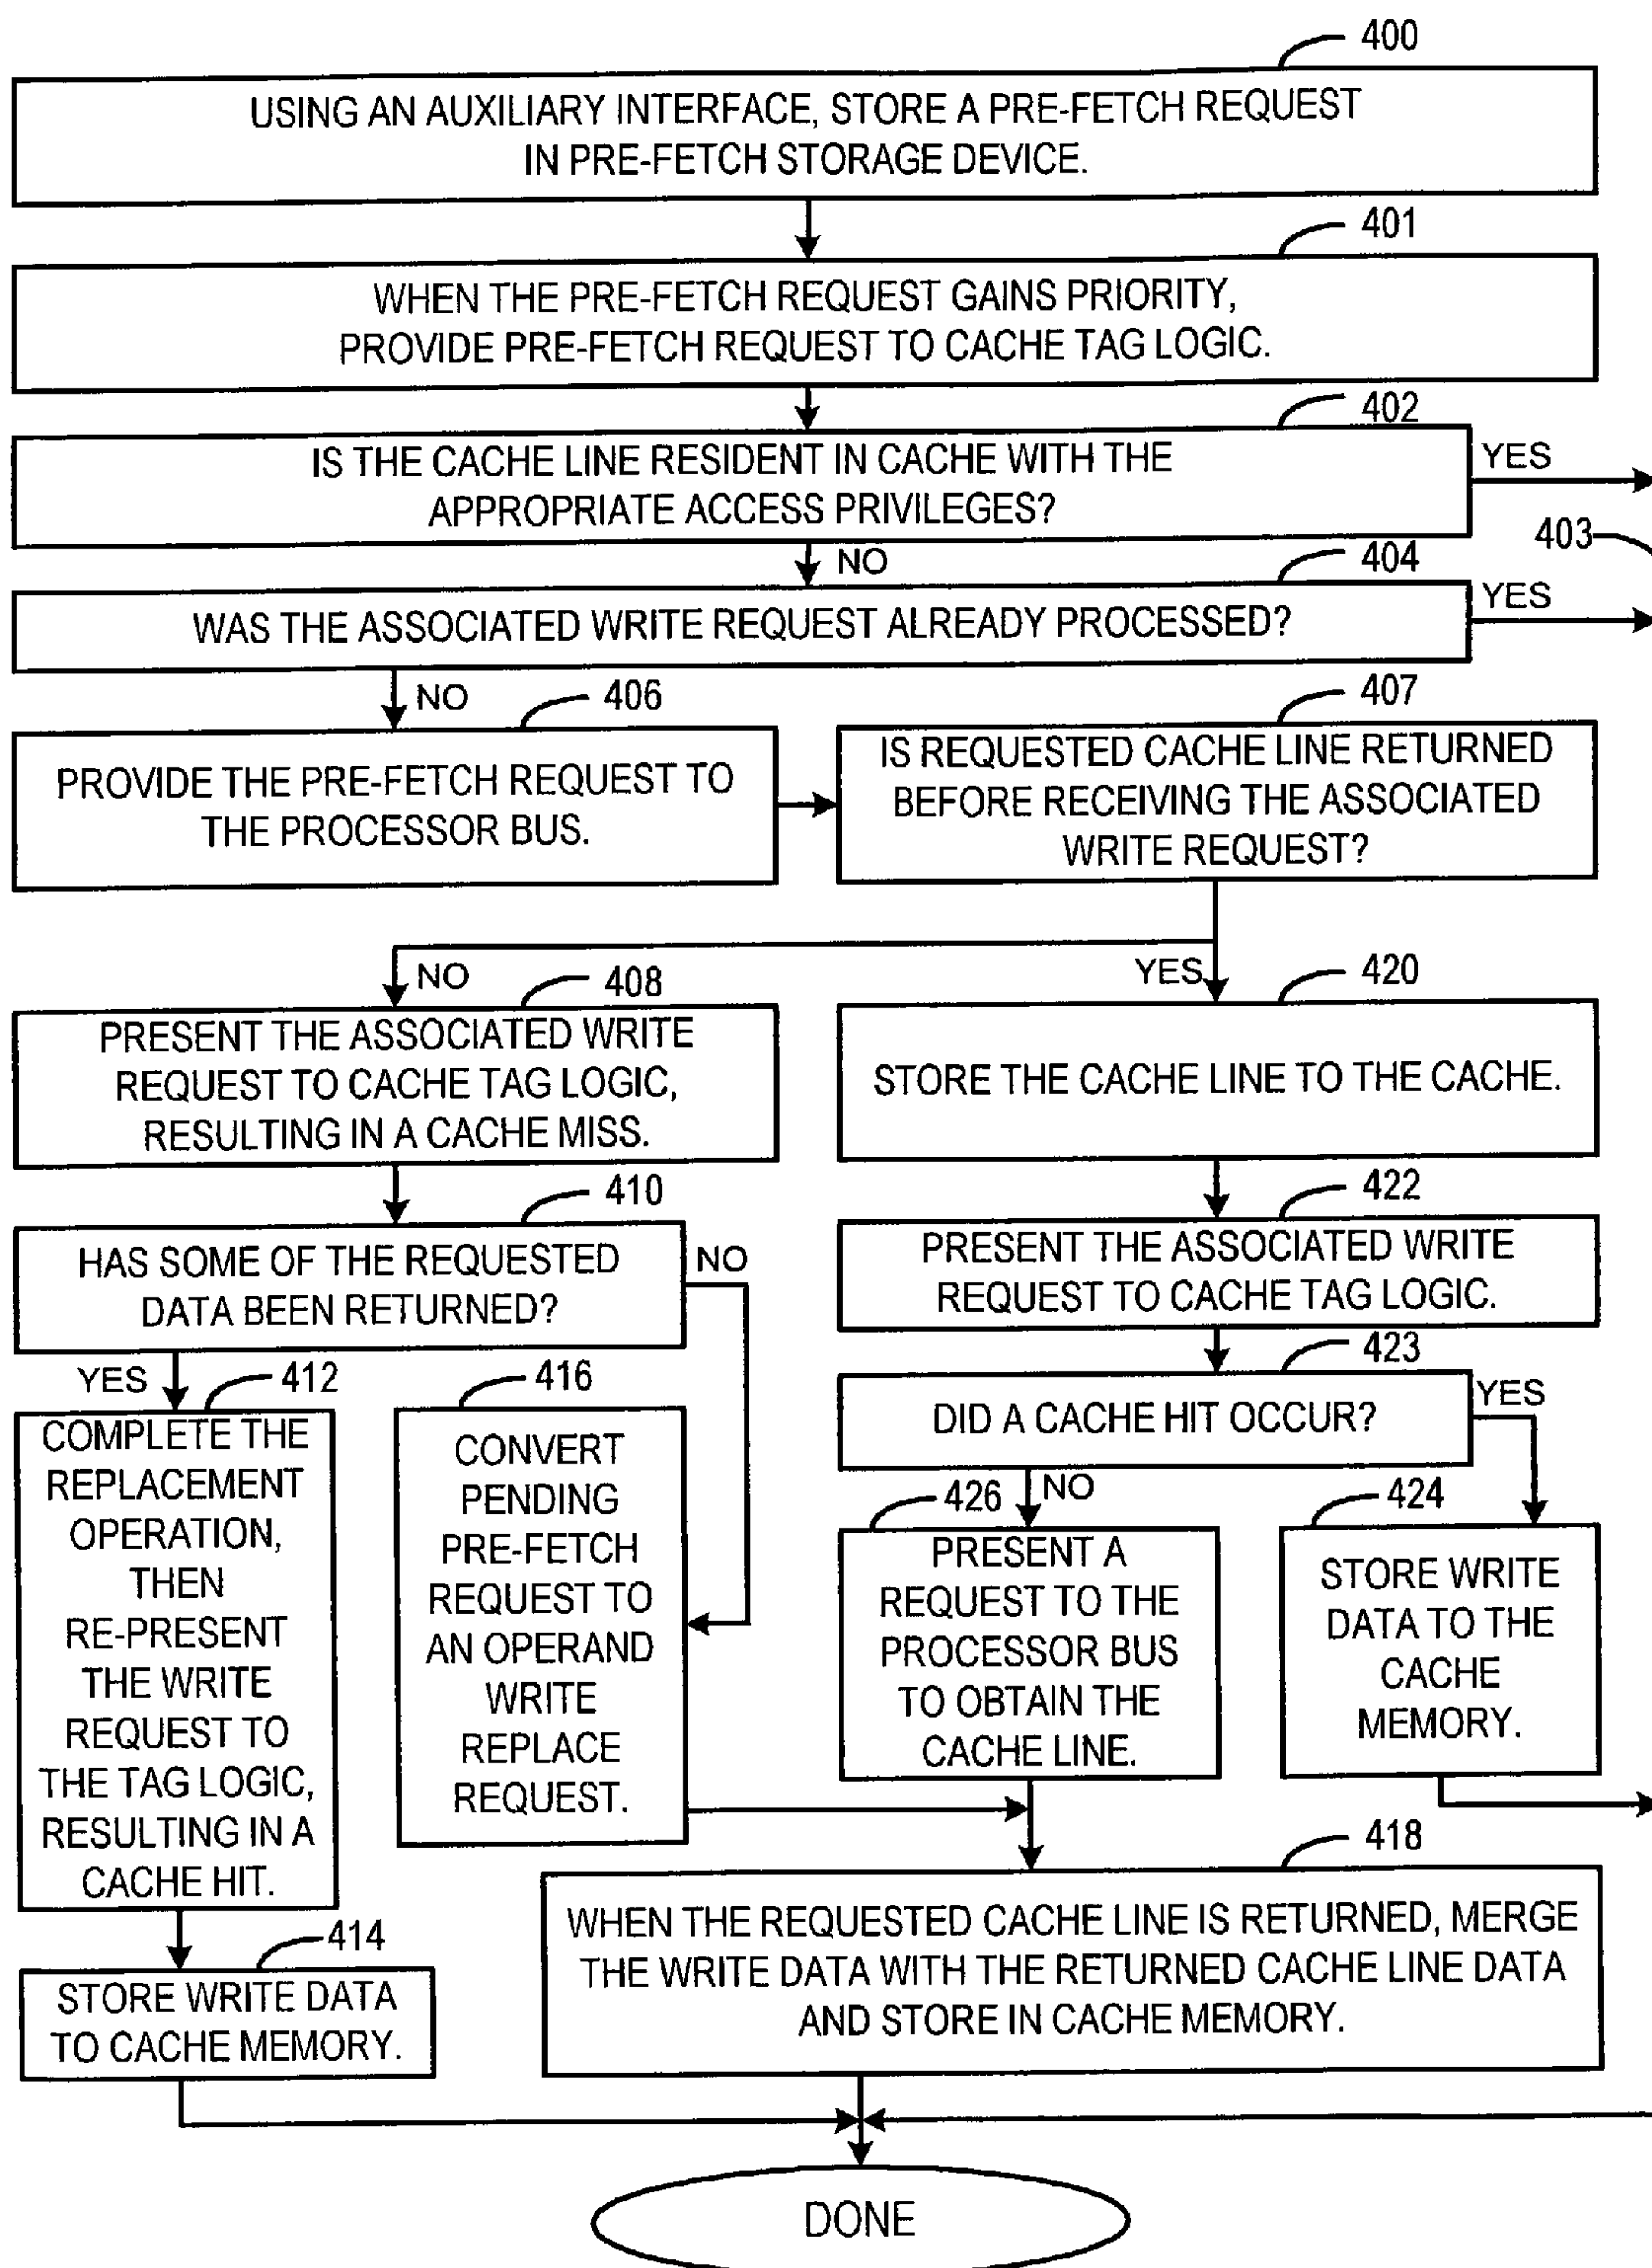 400
USING AN AUXILIARY INTERFACE, STORE A PRE-FETCH REQUEST
IN PRE-FETCH STORAGE DEVICE.
401
WHEN THE PRE-FETCH REQUEST GAINS PRIORITY,
PROVIDE PRE-FETCH REQUEST TO CACHE TAG LOGIC.
402
IS THE CACHE LINE RESIDENT IN CACHE WITH THE
APPROPRIATE ACCESS PRIVILEGES?
YES
403
NO
404
WAS THE ASSOCIATED WRITE REQUEST ALREADY PROCESSED?
YES
NO
406
PROVIDE THE PRE-FETCH REQUEST TO
THE PROCESSOR BUS.
407
IS REQUESTED CACHE LINE RETURNED
BEFORE RECEIVING THE ASSOCIATED
WRITE REQUEST?
NO
408
PRESENT THE ASSOCIATED WRITE
REQUEST TO CACHE TAG LOGIC,
RESULTING IN A CACHE MISS.
YES
420
STORE THE CACHE LINE TO THE CACHE.
410
HAS SOME OF THE REQUESTED
DATA BEEN RETURNED?
NO
422
PRESENT THE ASSOCIATED WRITE
REQUEST TO CACHE TAG LOGIC.
423
DID A CACHE HIT OCCUR?
YES
YES
412
COMPLETE THE
REPLACEMENT
OPERATION,
THEN
RE-PRESENT
THE WRITE
REQUEST TO
THE TAG LOGIC,
RESULTING IN A
CACHE HIT.
416
CONVERT
PENDING
PRE-FETCH
REQUEST TO
AN OPERAND
WRITE
REPLACE
REQUEST.
426
NO
PRESENT A
REQUEST TO THE
PROCESSOR BUS
TO OBTAIN THE
CACHE LINE.
424
STORE WRITE
DATA TO THE
CACHE
MEMORY.
414
STORE WRITE DATA
TO CACHE MEMORY.
418
WHEN THE REQUESTED CACHE LINE IS RETURNED, MERGE
THE WRITE DATA WITH THE RETURNED CACHE LINE DATA
AND STORE IN CACHE MEMORY.
DONE